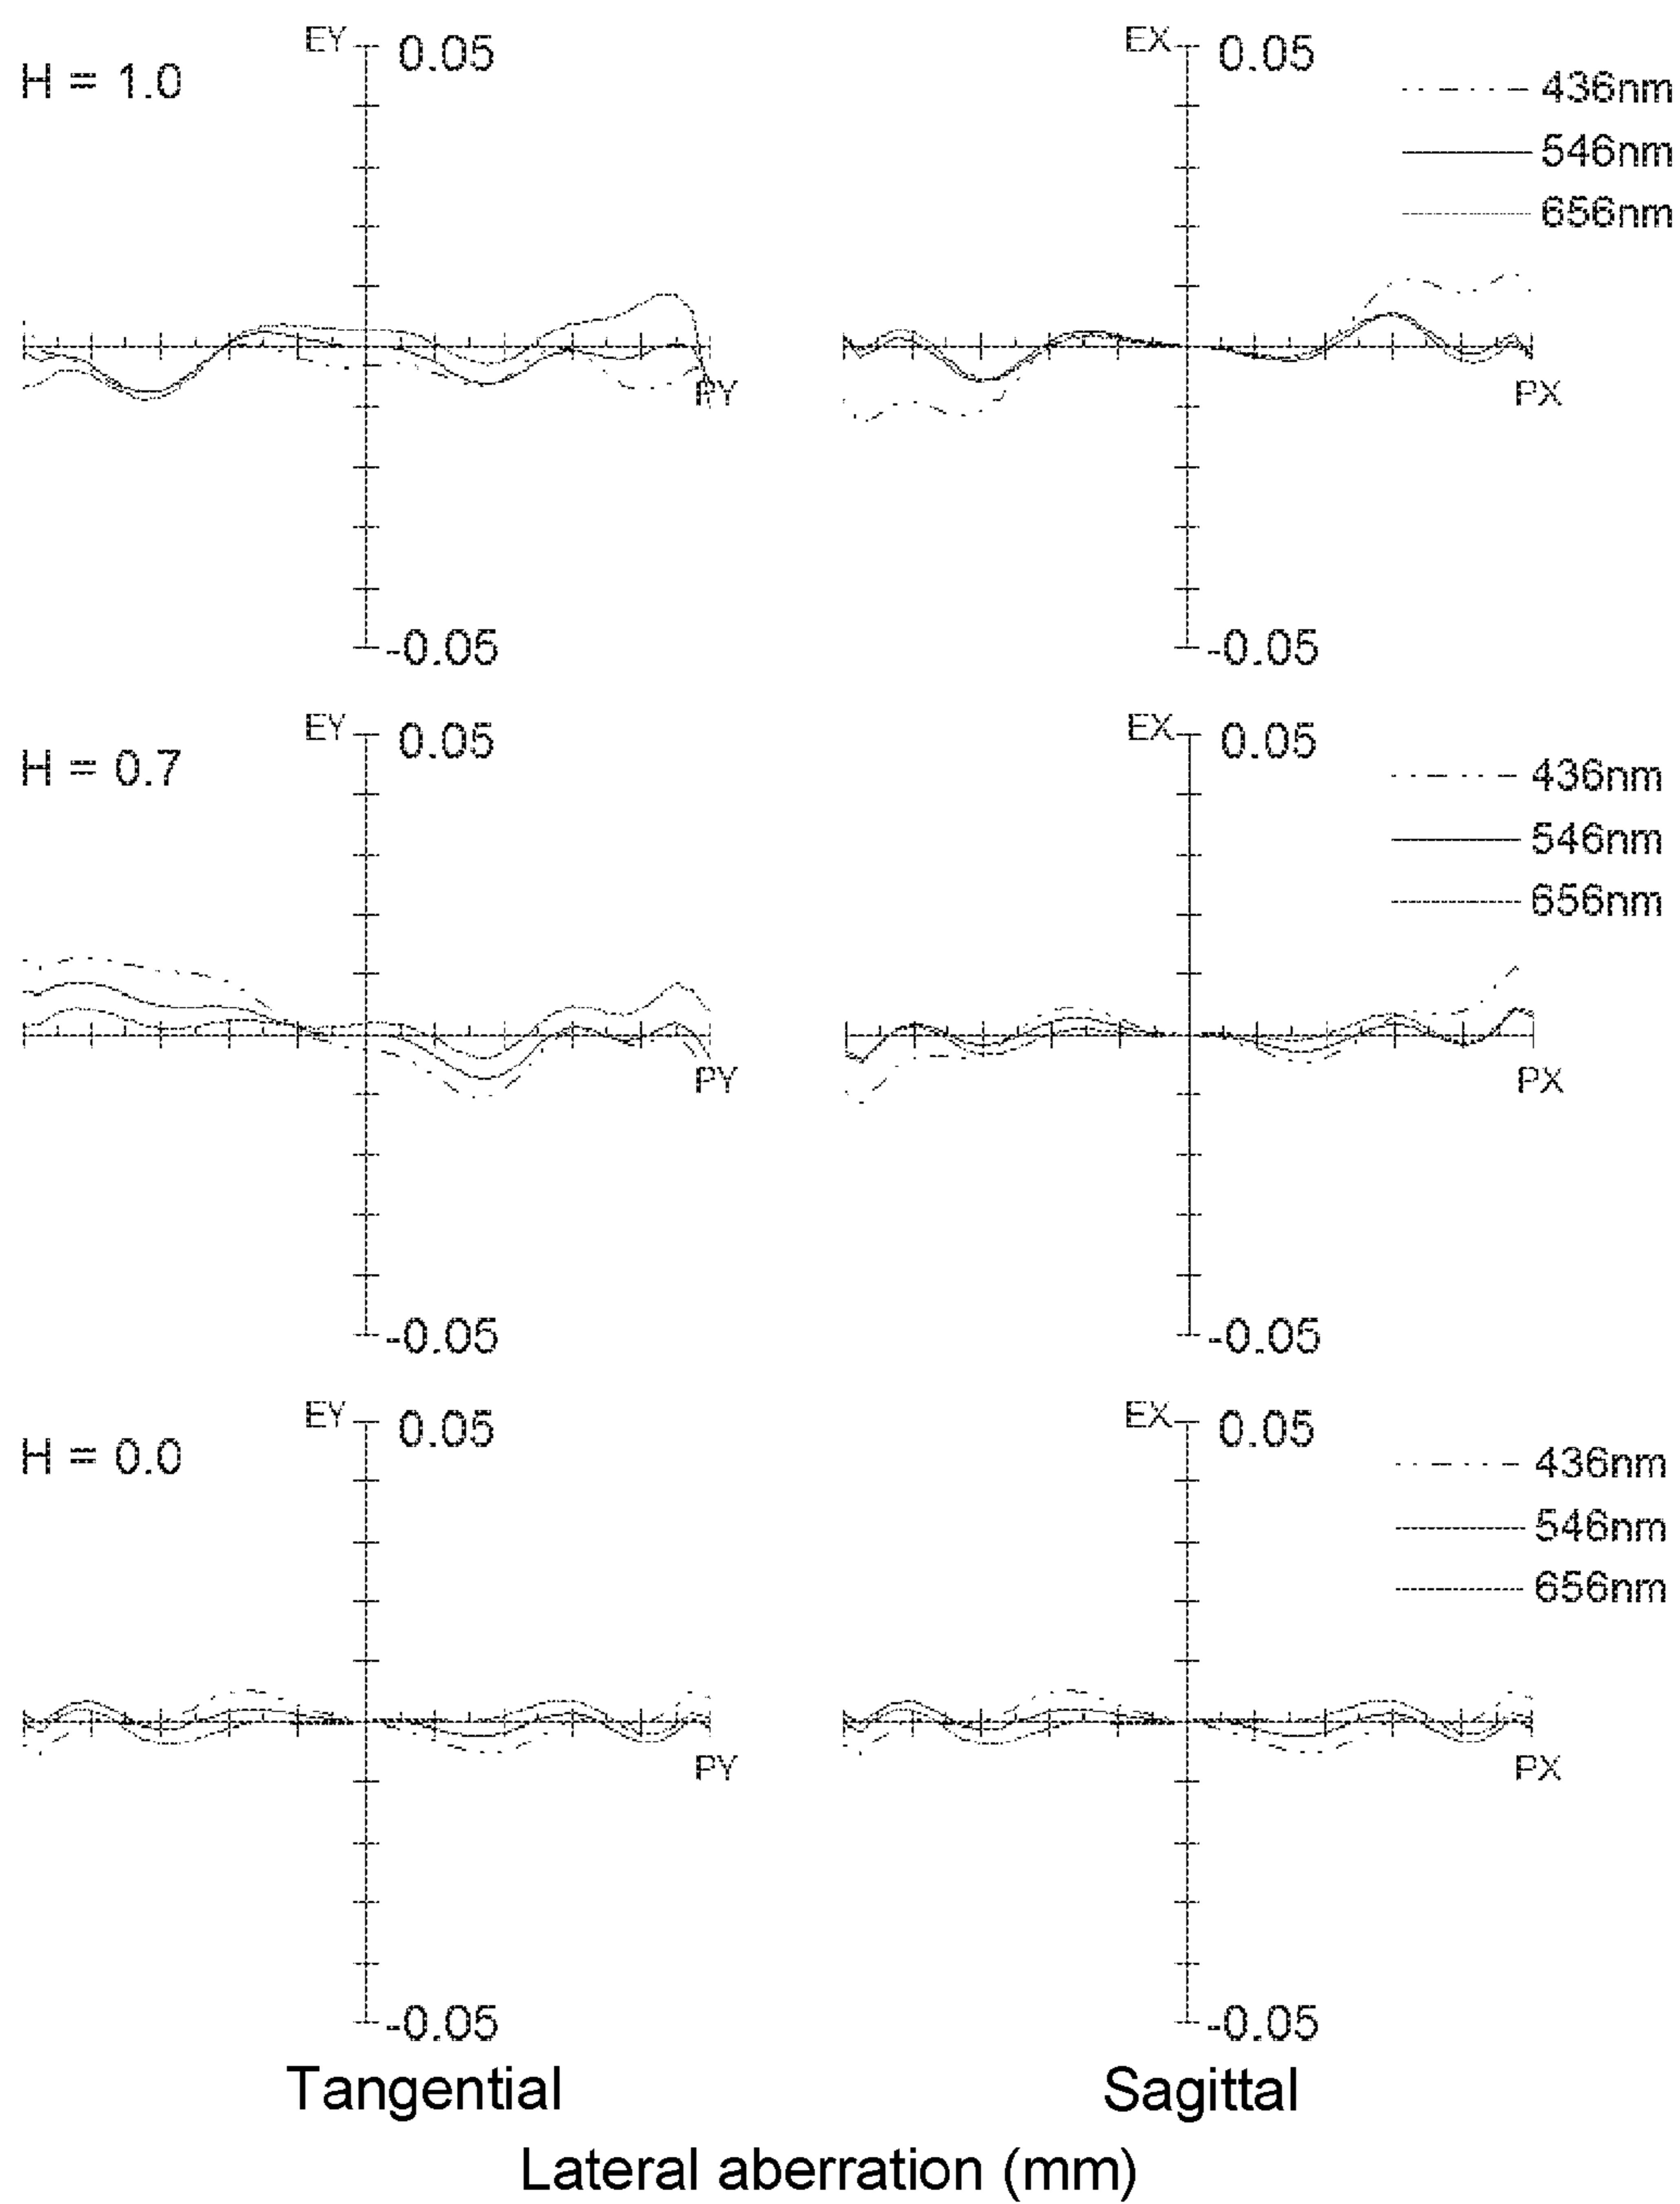 EY 0.05 EX 0.05
H = 1.0 436nm
546nm
656nm
PY PX
-0.05 -0.05
EY 0.05 EX 0.05
H = 0.7 436nm
546nm
656nm
PY PX
-0.05 -0.05
EY 0.05 EX 0.05
H = 0.0 436nm
546nm
656nm
PY PX
-0.05 -0.05
Tangential Sagittal
Lateral aberration (mm)